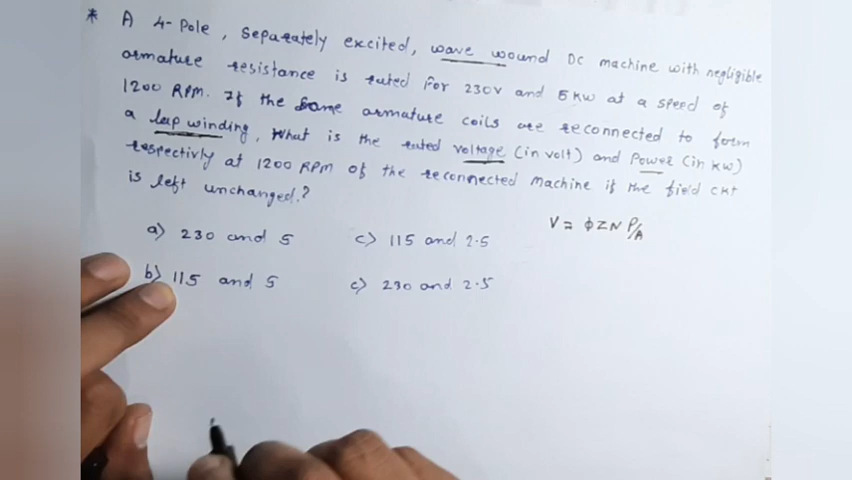 * A 4-Pole, Separately excited, wave wound DC machine with negligible
armature resistance is rated for 230V and 5 KW at a speed of
1200 RPM. If the Same armature coils are reconnected to form
a lap winding, What is the rated voltage (in volt) and Power (in KW)
respectivly at 1200 RPM of the reconnected machine if the field ckt
is left unchanged.?
V = ϕZN P/A
a) 230 and 5 c) 115 and 2.5
b) 115 and 5 c) 230 and 2.5